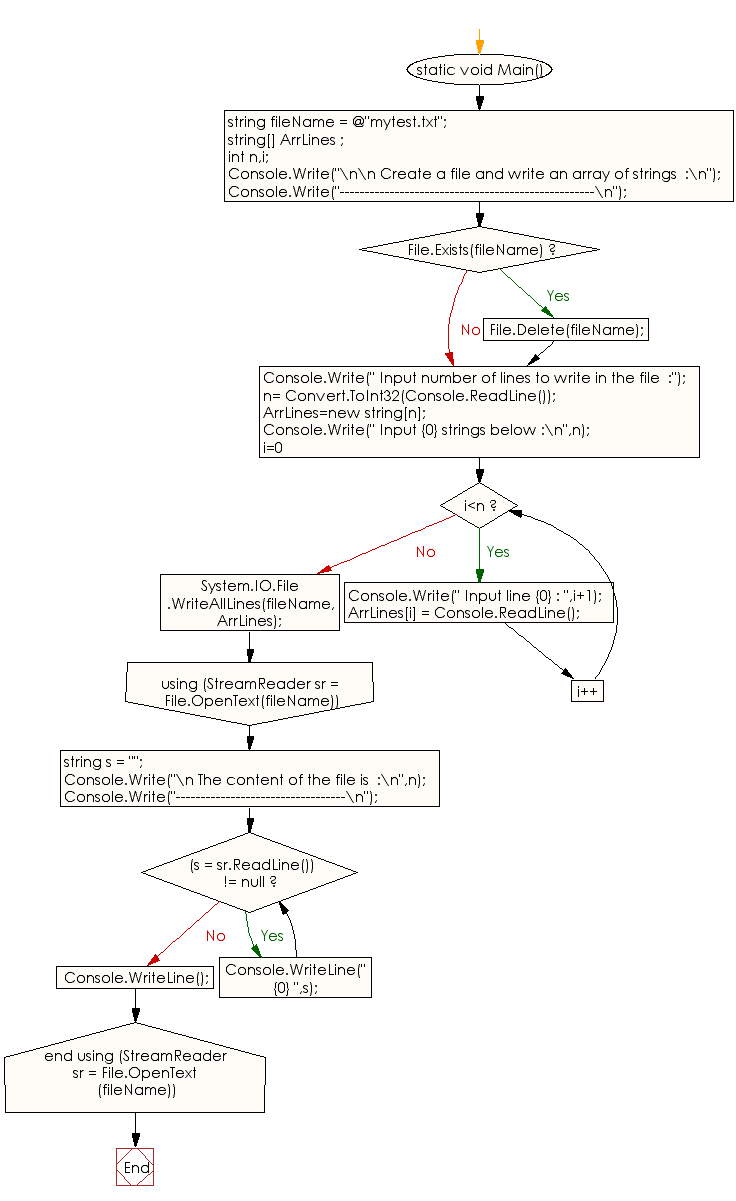 static void Main()
string fileName = @"mytest.txt";
string[] ArrLines ;
int n,i;
Console.Write("\n\n Create a file and write an array of strings  :\n");
Console.Write("---------------------------------------------------\n");
File.Exists(fileName) ?
Yes
No
File.Delete(fileName);
Console.Write(" Input number of lines to write in the file  :");
n= Convert.ToInt32(Console.ReadLine());
ArrLines=new string[n];
Console.Write(" Input {0} strings below :\n",n);
i=0
i<n ?
No
Yes
System.IO.File
.WriteAllLines(fileName,
ArrLines);
Console.Write(" Input line {0} : ",i+1);
ArrLines[i] = Console.ReadLine();
i++
using (StreamReader sr =
File.OpenText(fileName))
string s = "";
Console.Write("\n The content of the file is  :\n",n);
Console.Write("----------------------------------\n");
(s = sr.ReadLine())
!= null ?
No
Yes
Console.WriteLine();
Console.WriteLine("
{0} ",s);
end using (StreamReader
sr = File.OpenText
(fileName))
End